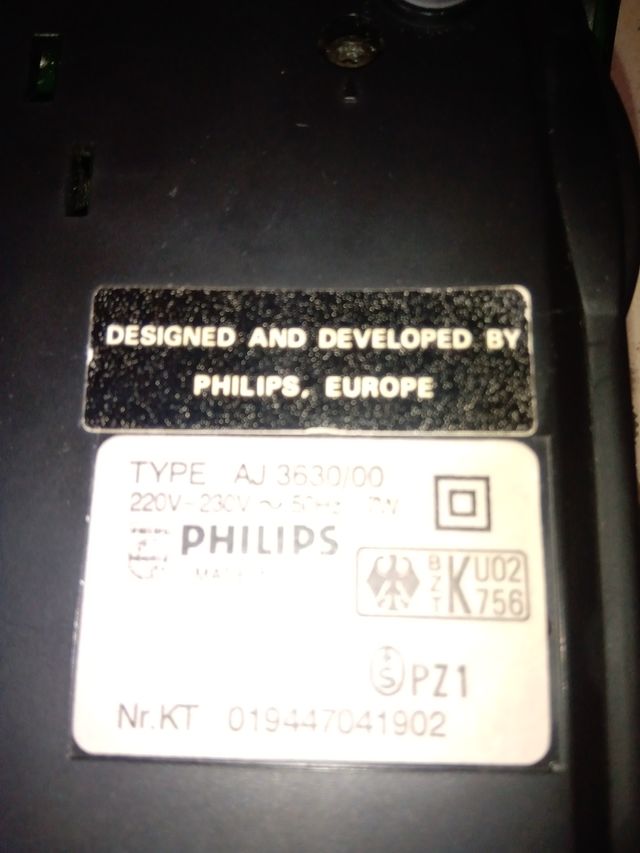 DESIGNED AND DEVELOPED BY
PHILIPS, EUROPE
TYPE AJ 3630/00
220V-230V ~ 50Hz
PHILIPS
BZT K U02 756
S PZ1
Nr.KT 019447041902